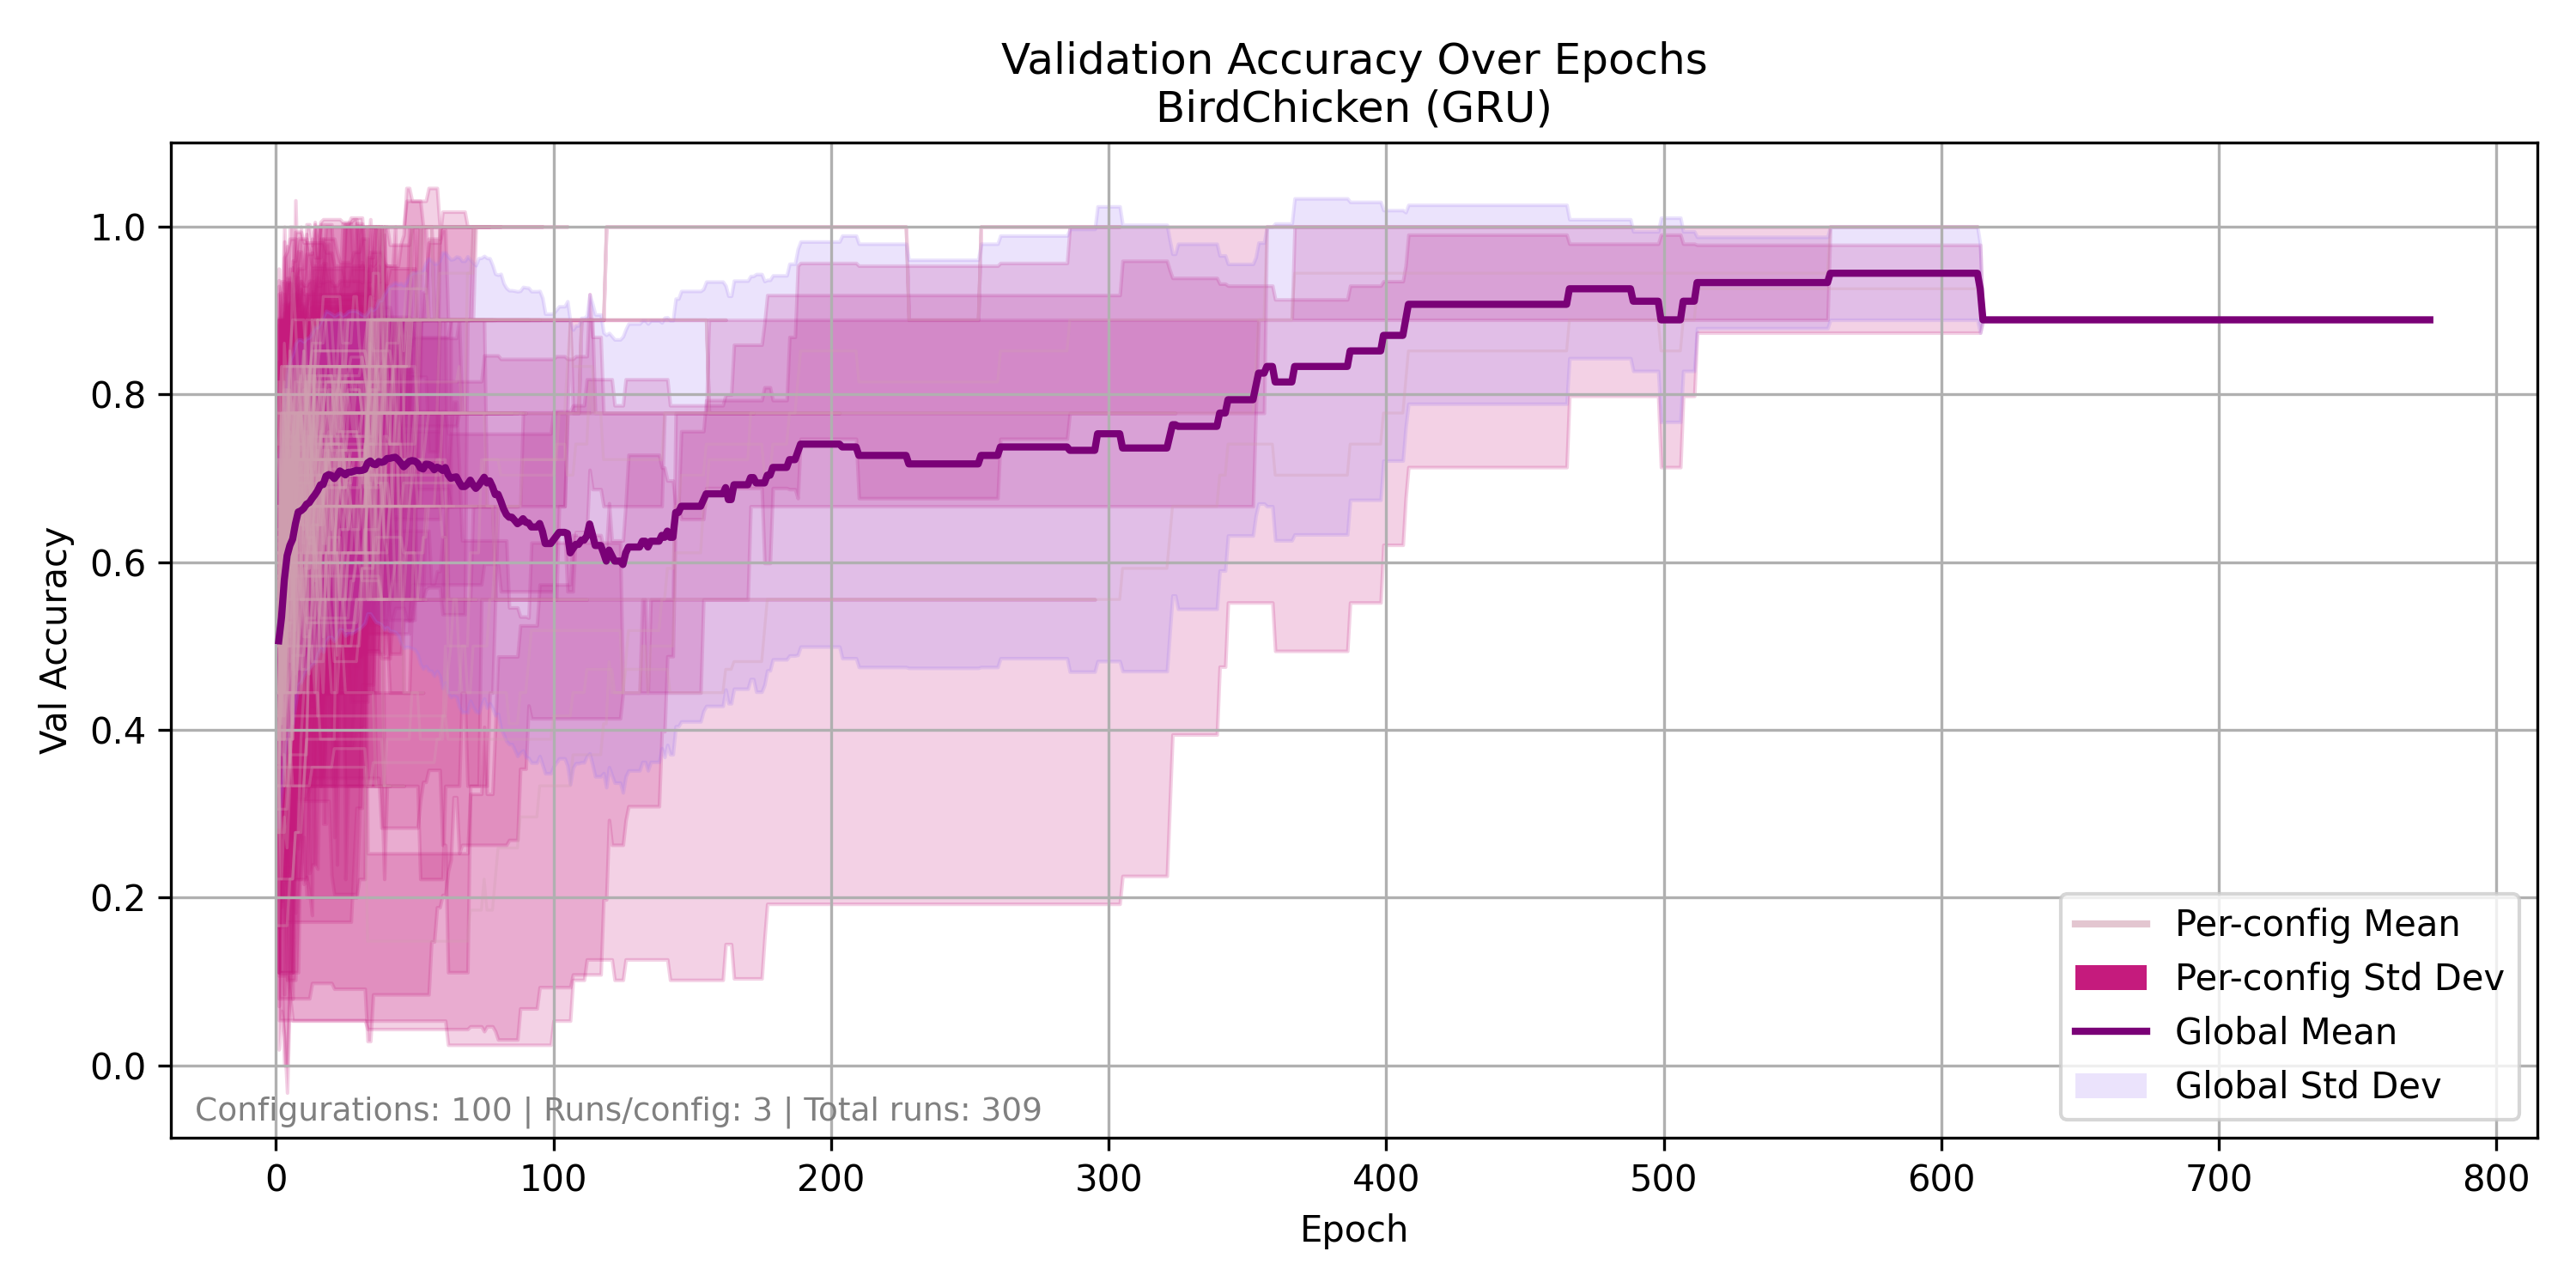 Validation Accuracy Over Epochs
BirdChicken (GRU)
Val Accuracy
1.0
0.8
0.6
0.4
0.2
0.0
Per-config Mean
Per-config Std Dev
Global Mean
Global Std Dev
Configurations: 100 | Runs/config: 3 | Total runs: 309
0 100 200 300 400 500 600 700 800
Epoch